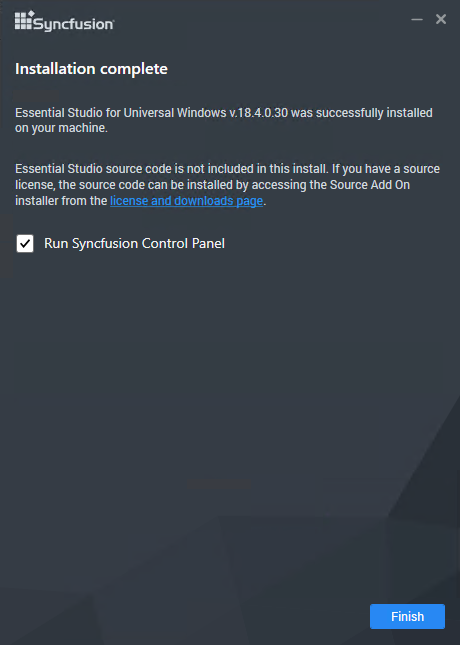 Syncfusion
Installation complete
Essential Studio for Universal Windows v.18.4.0.30 was successfully installed
on your machine.
Essential Studio source code is not included in this install. If you have a source
license, the source code can be installed by accessing the Source Add On
installer from the license and downloads page.
Run Syncfusion Control Panel
Finish